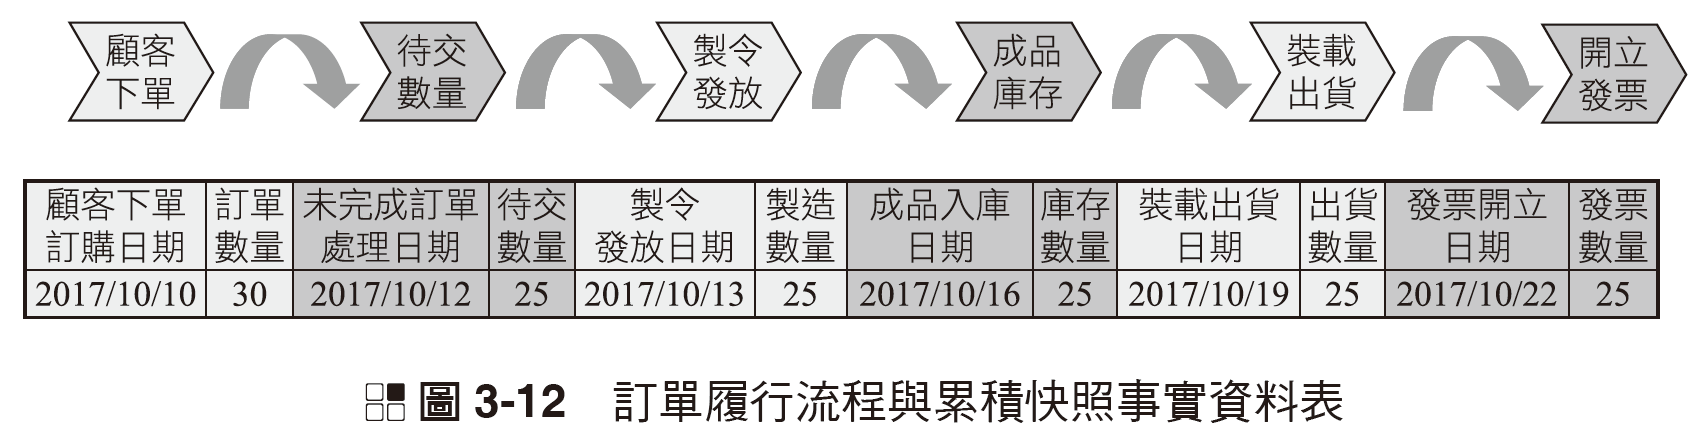 顧客
下單
待交
數量
製令
發放
成品
庫存
裝載
出貨
開立
發票
顧客下單
訂購日期
訂單
數量
未完成訂單
處理日期
待交
數量
製令
發放日期
製造
數量
成品入庫
日期
庫存
數量
裝載出貨
日期
出貨
數量
發票開立
日期
發票
數量
2017/10/10 30 2017/10/12 25 2017/10/13 25 2017/10/16 25 2017/10/19 25 2017/10/22 25
圖 3-12 訂單履行流程與累積快照事實資料表